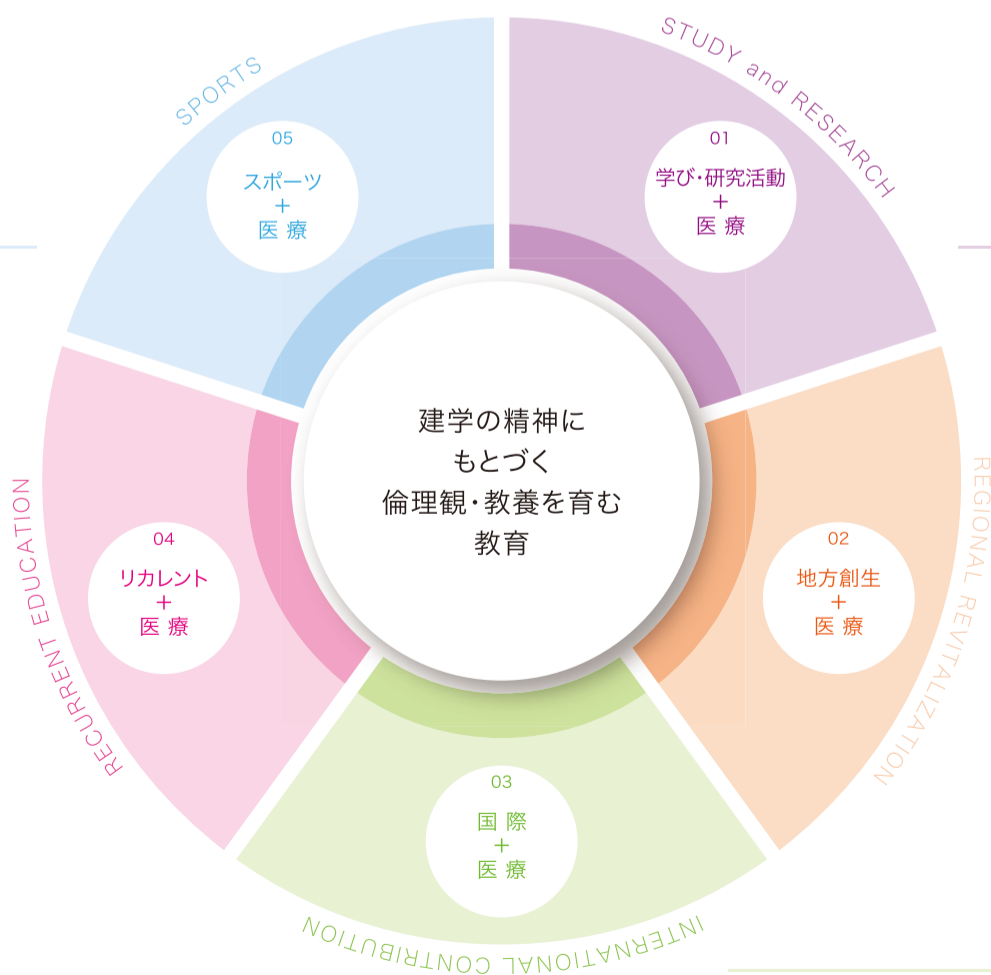 建学の精神に
もとづく
倫理観・教養を育む
教育
STUDY and RESEARCH
01
学び・研究活動
+
医 療
REGIONAL REVITALIZATION
02
地方創生
+
医 療
INTERNATIONAL CONTRIBUTION
03
国 際
+
医 療
RECURRENT EDUCATION
04
リカレント
+
医 療
SPORTS
05
スポーツ
+
医 療